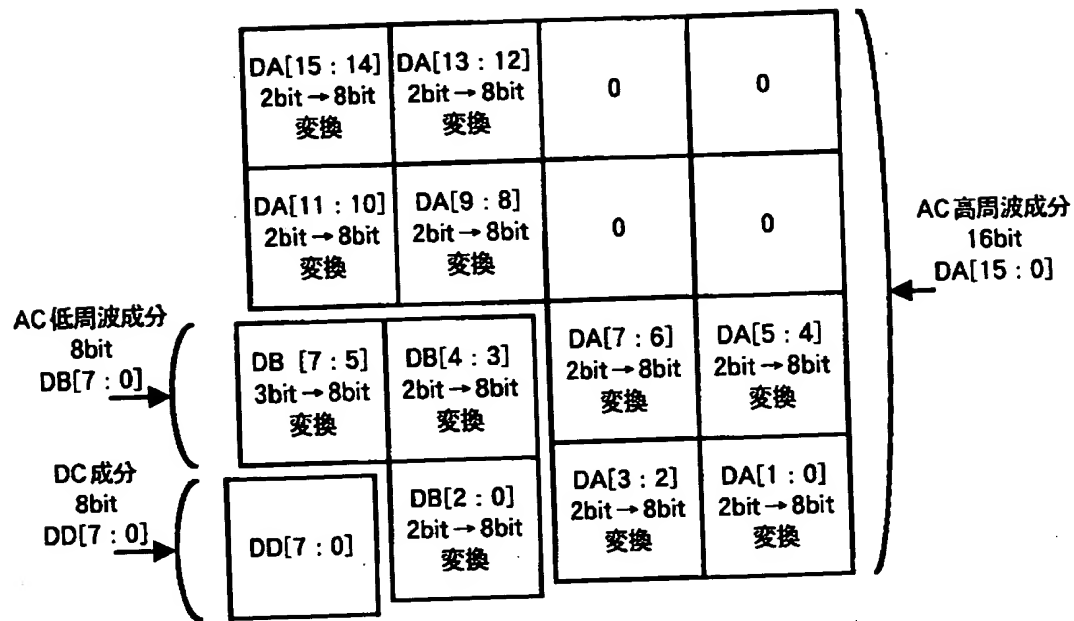 DA[15 : 14]
2bit→8bit
変換
DA[13 : 12]
2bit→8bit
変換
0
0
DA[11 : 10]
2bit→8bit
変換
DA[9 : 8]
2bit→8bit
変換
0
0
AC高周波成分
16bit
DA[15 : 0]
AC低周波成分
8bit
DB[7 : 0]
DB [7 : 5]
3bit→8bit
変換
DB[4 : 3]
2bit→8bit
変換
DA[7 : 6]
2bit→8bit
変換
DA[5 : 4]
2bit→8bit
変換
DC成分
8bit
DD[7 : 0]
DD[7 : 0]
DB[2 : 0]
2bit→8bit
変換
DA[3 : 2]
2bit→8bit
変換
DA[1 : 0]
2bit→8bit
変換